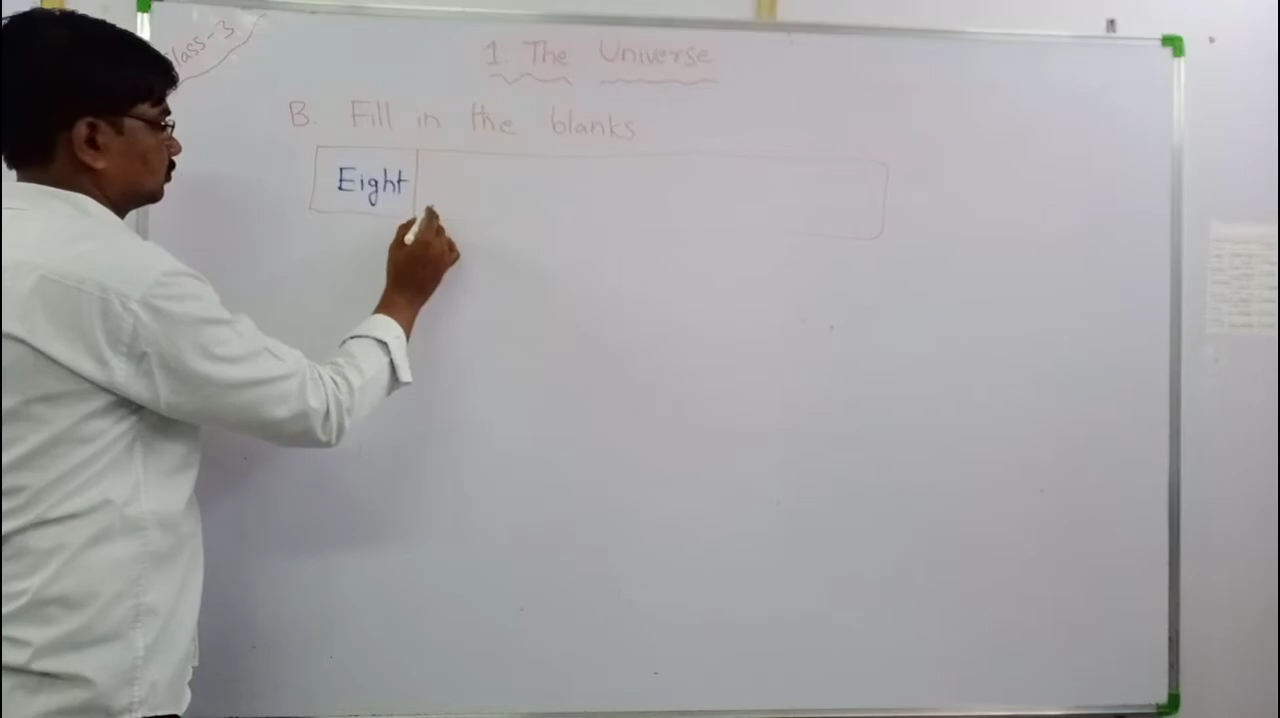 Class-3
1. The Universe
B. Fill in the blanks
Eight